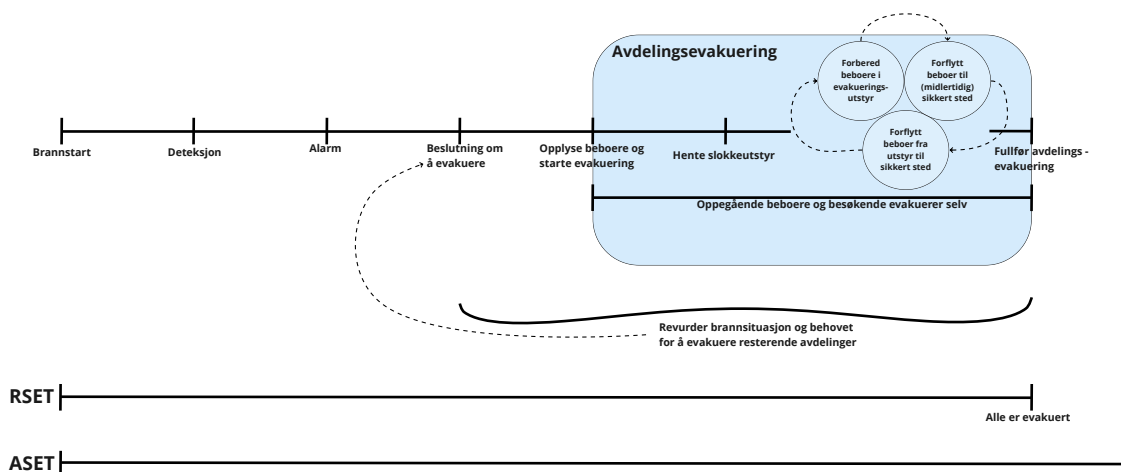 Avdelingsevakuering
Forbered
beboere i
evakuerings-
utstyr
Forflytt
beboer til
(midlertidig)
sikkert sted
Forflytt
beboer fra
utstyr til
sikkert sted
Brannstart
Deteksjon
Alarm
Beslutning om
å evakuere
Opplyse beboere og
starte evakuering
Hente slokkeutstyr
Fullfør avdelings -
evakuering
Oppegående beboere og besøkende evakuerer selv
Revurder brannsituasjon og behovet
for å evakuere resterende avdelinger
RSET
Alle er evakuert
ASET